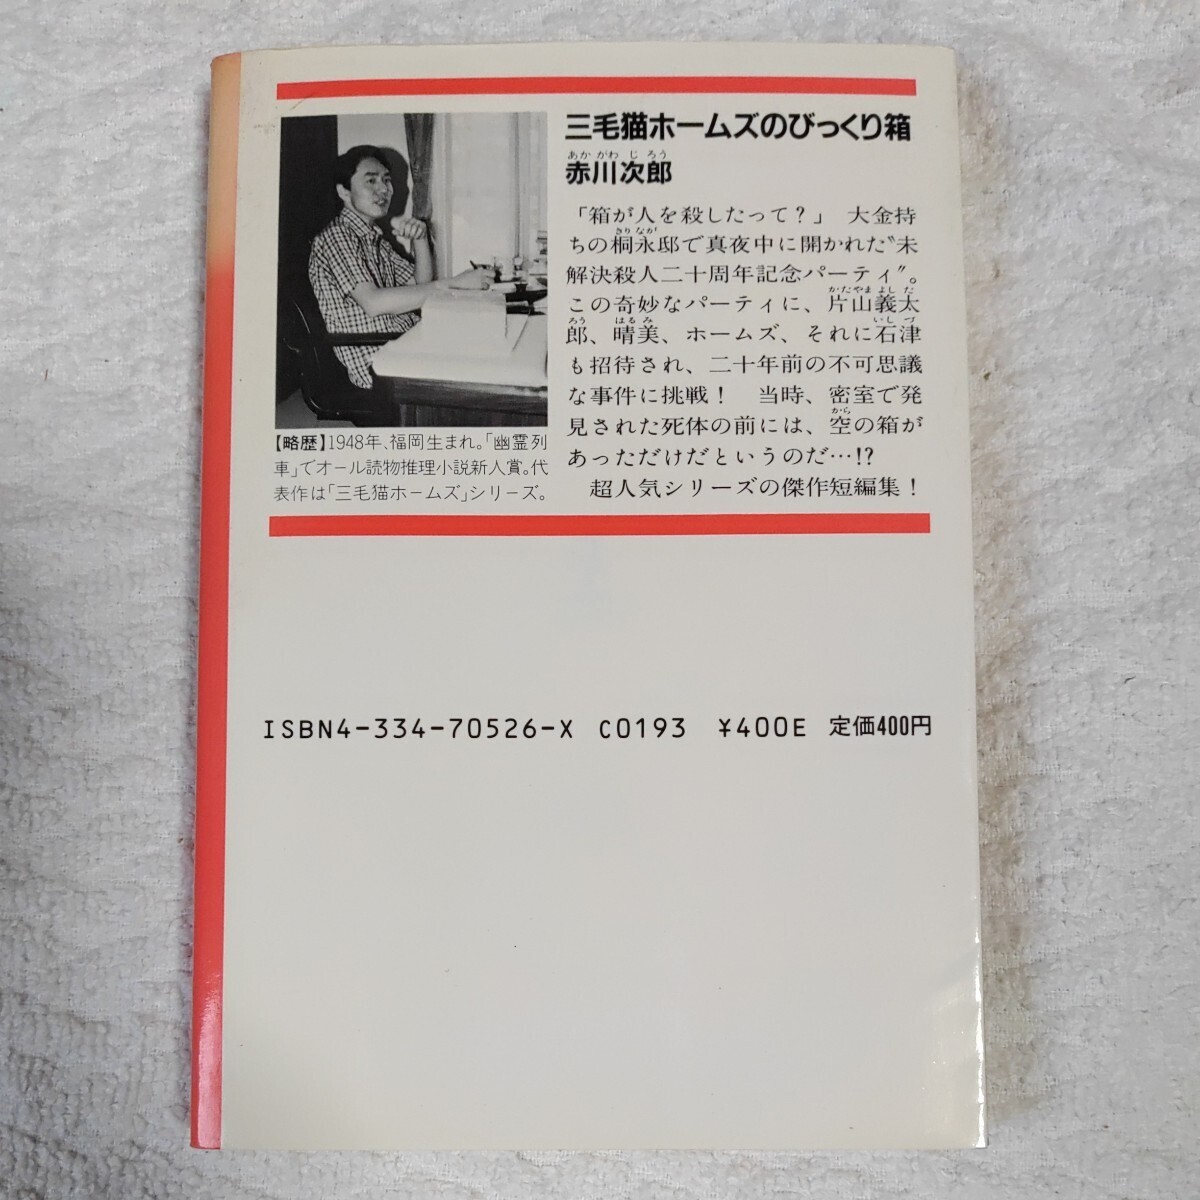 三毛猫ホームズのびっくり箱
あかがわじろう
赤川次郎
「箱が人を殺したって?」 大金持
きりなが
ちの桐永邸で真夜中に開かれた〝未
解決殺人二十周年記念パーティ〟。
かたやまよした
この奇妙なパーティに、片山義太
ろう はるみ いしづ
郎、晴美、ホームズ、それに石津
も招待され、二十年前の不可思議
な事件に挑戦! 当時、密室で発
から
見された死体の前には、空の箱が
あっただけだというのだ…!?
超人気シリーズの傑作短編集!
【略歴】1948年、福岡生まれ。「幽霊列
車」でオール読物推理小説新人賞。代
表作は「三毛猫ホームズ」シリーズ。
ISBN4-334-70526-X C0193 ¥400E 定価400円